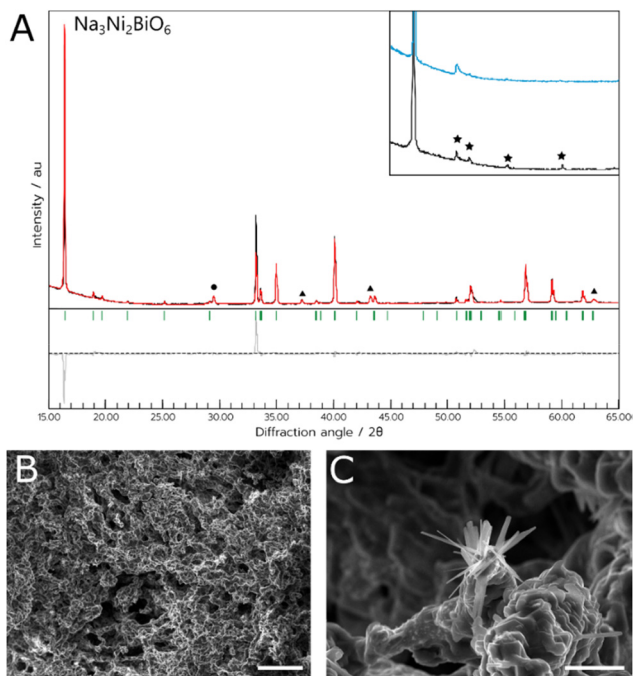 A
Na₃Ni₂BiO₆
Intensity / au
15.00 20.00 25.00 30.00 35.00 40.00 45.00 50.00 55.00 60.00 65.00
Diffraction angle / 2θ
B
C